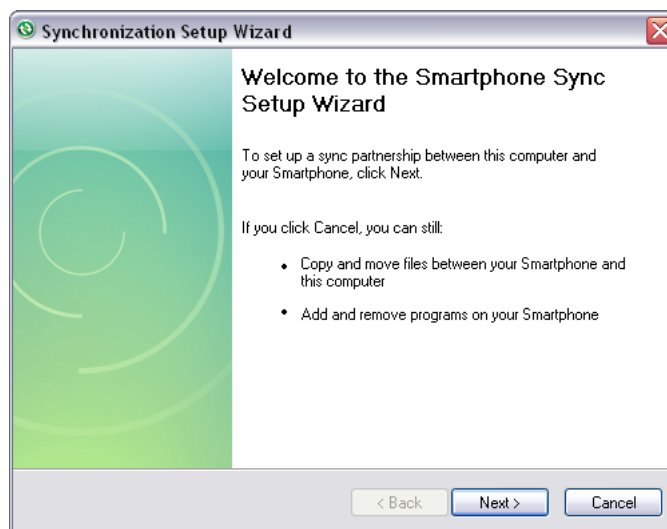 Synchronization Setup Wizard
Welcome to the Smartphone Sync
Setup Wizard
To set up a sync partnership between this computer and
your Smartphone, click Next.
If you click Cancel, you can still:
• Copy and move files between your Smartphone and
this computer
• Add and remove programs on your Smartphone
< Back Next > Cancel